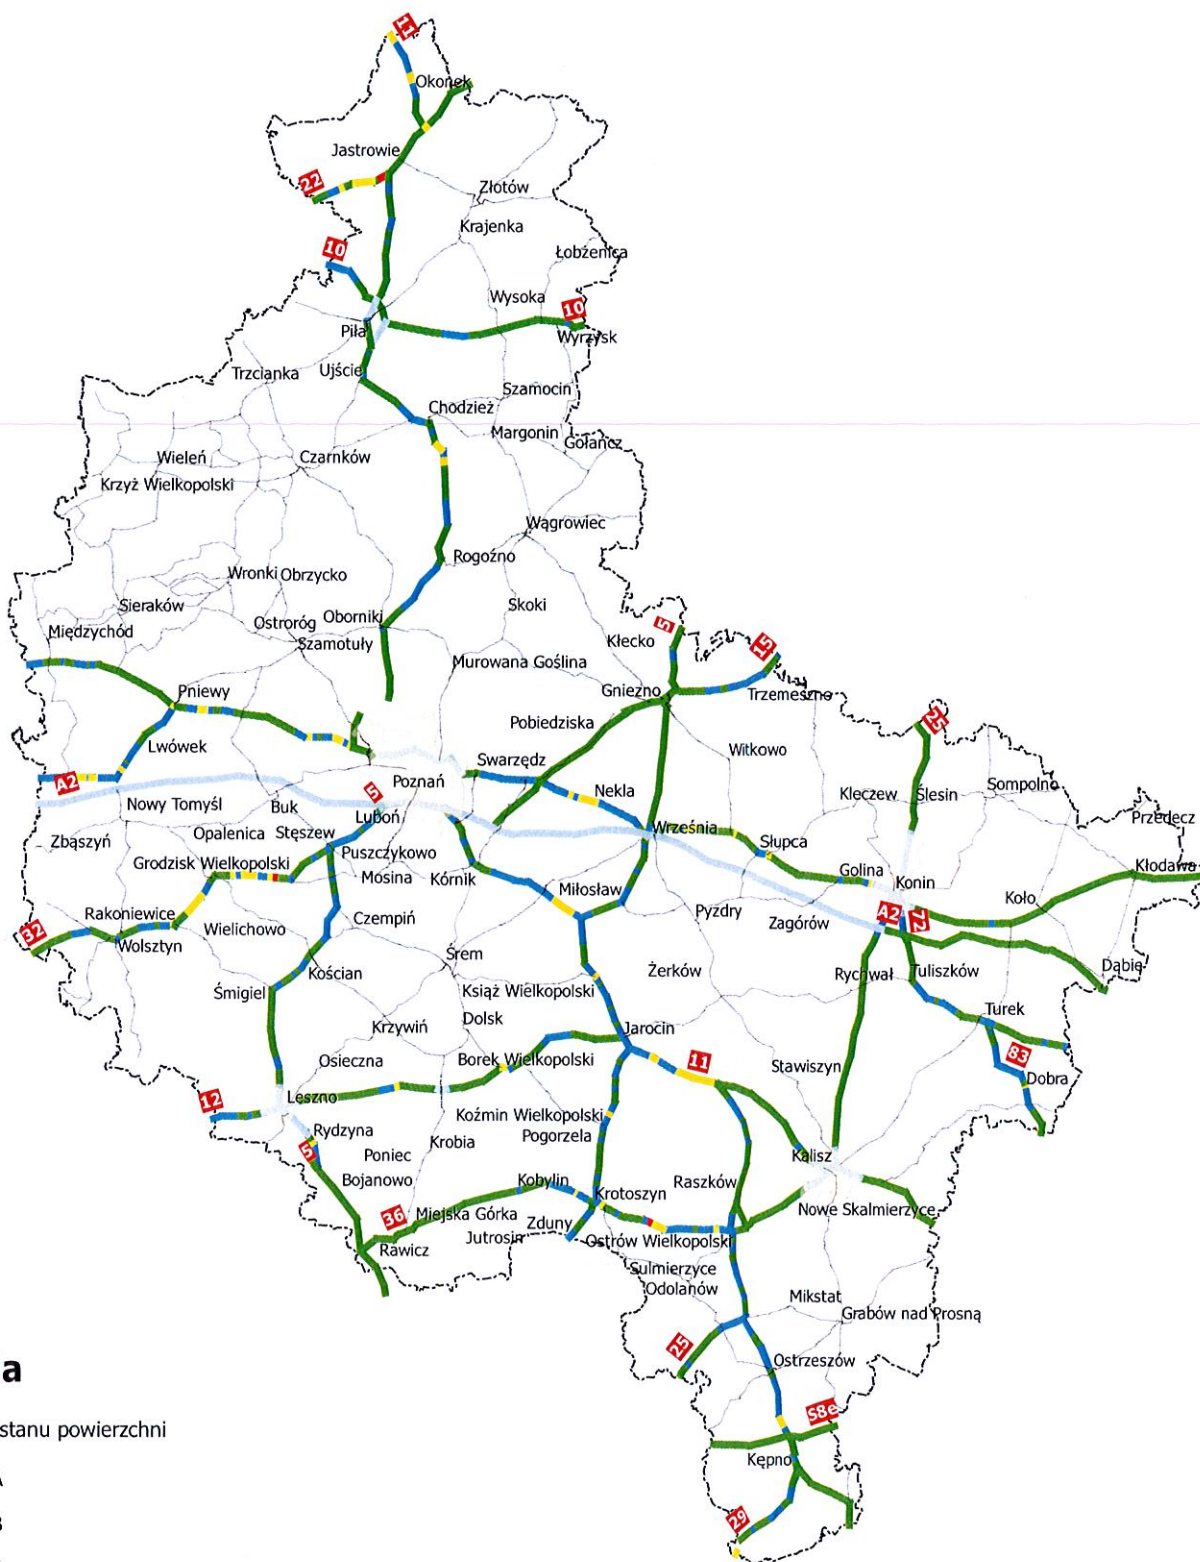 11
Okonek
Jastrowie
22
Złotów
Krajenka
10
Łobżenica
Wysoka
10
Piła
Wyrzysk
Trzcianka
Ujście
Szamocin
Chodzież
Margonin
Gołańcz
Wieleń
Czarnków
Krzyż Wielkopolski
Wągrowiec
Rogoźno
Wronki
Obrzycko
Sieraków
Skoki
Ostroróg
Oborniki
Międzychód
Szamotuły
5
Kłecko
15
Murowana Goślina
Pniewy
Gniezno
Trzemeszno
Pobiedziska
25
Lwówek
Witkowo
Swarzędz
A2
Poznań
Nekla
Kleczew
Ślesin
Sompolno
Nowy Tomyśl
Buk
5
Luboń
Przedecz
Zbąszyń
Opalenica
Stęszew
Września
Słupca
Puszczykowo
Grodzisk Wielkopolski
Mosina
Kórnik
Golina
Konin
Kłodawa
Miłosław
Koło
Rakoniewice
Czempiń
Pyzdry
Zagórów
A2
72
32
Wolsztyn
Wielichowo
Śrem
Kościan
Żerków
Rychwał
Tuliszków
Dąbie
Śmigiel
Książ Wielkopolski
Turek
Krzywiń
Dolsk
Jarocin
Osieczna
Borek Wielkopolski
11
Stawiszyn
83
Dobra
12
Leszno
Koźmin Wielkopolski
Rydzyna
Pogorzela
Krobia
5
Poniec
Kalisz
Bojanowo
Kobylin
Krotoszyn
Raszków
36
Miejska Górka
Zduny
Nowe Skalmierzyce
Rawicz
Jutrosin
Ostrów Wielkopolski
Sulmierzyce
Odolanów
Mikstat
Grabów nad Prosną
25
Ostrzeszów
a
S8e
stanu powierzchni
Kępno
29